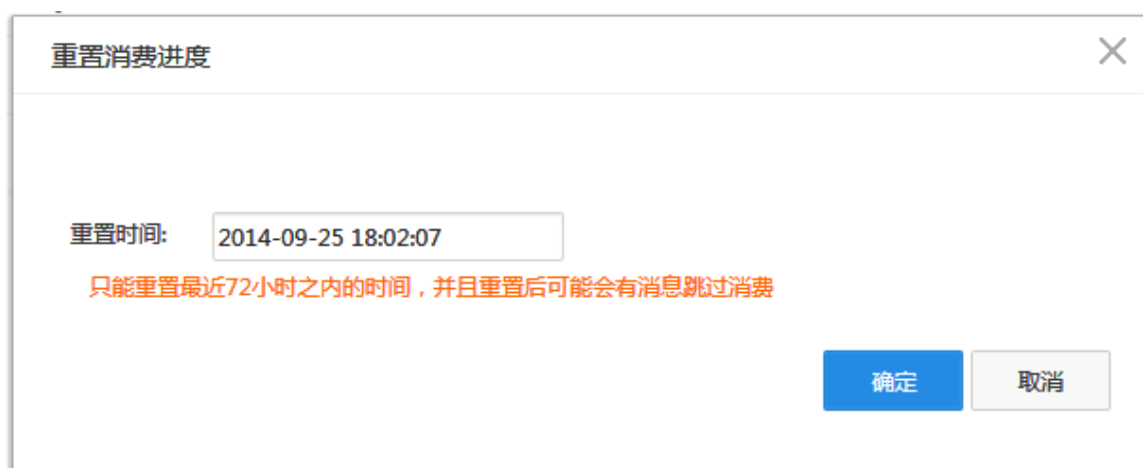 重置消费进度
重置时间: 2014-09-25 18:02:07
只能重置最近72小时之内的时间，并且重置后可能会有消息跳过消费
确定 取消